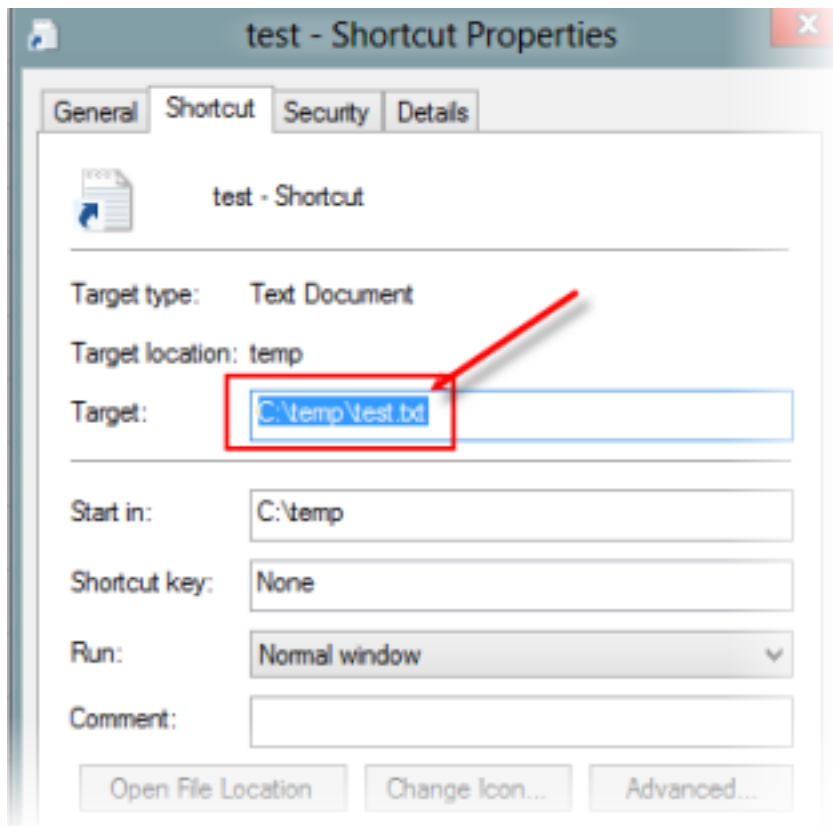 test - Shortcut Properties
General Shortcut Security Details
test - Shortcut
Target type: Text Document
Target location: temp
Target: C:\temp\test.txt
Start in: C:\temp
Shortcut key: None
Run: Normal window
Comment:
Open File Location Change Icon... Advanced...